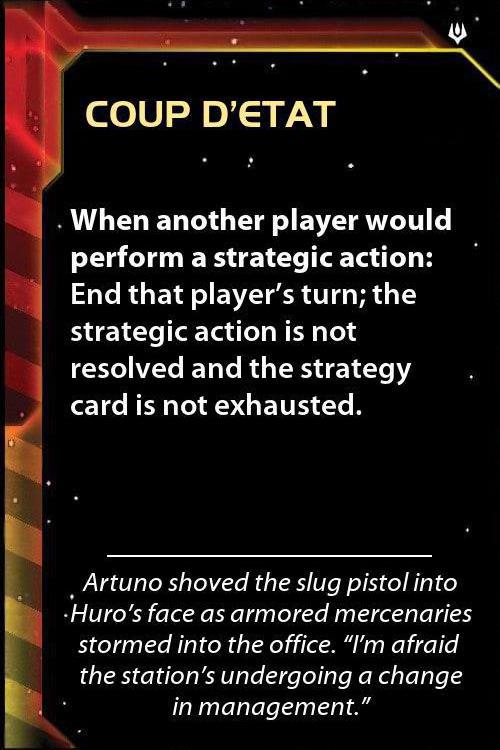 COUP D'ETAT
When another player would
perform a strategic action:
End that player's turn; the
strategic action is not
resolved and the strategy
card is not exhausted.
Artuno shoved the slug pistol into
Huro's face as armored mercenaries
stormed into the office. “I'm afraid
the station's undergoing a change
in management.”